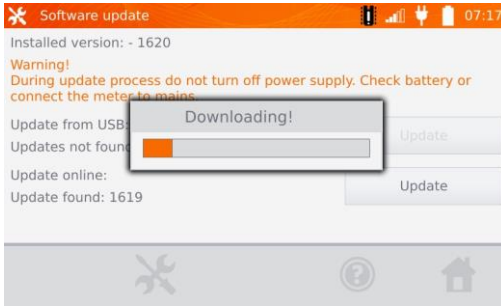 Software update
07:17
Installed version: - 1620
Warning!
During update process do not turn off power supply. Check battery or
connect the meter to mains.
Downloading!
Update from USB:
Update
Updates not foun
Update online:
Update
Update found: 1619